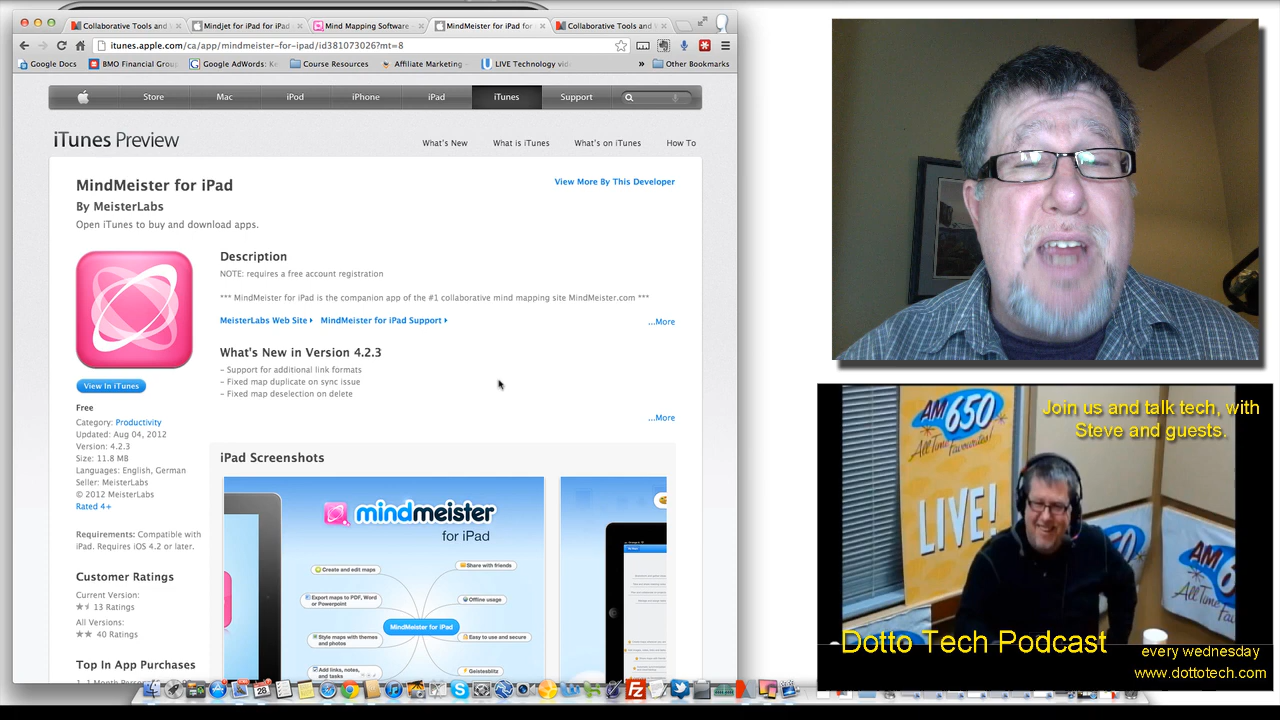 Collaborative Tools and
Mindjet for iPad for iPad
Mind Mapping Software –
MindMeister for iPad for
Collaborative Tools and
itunes.apple.com/ca/app/mindmeister-for-ipad/id381073026?mt=8
Google Docs
BMO Financial Grou
Google AdWords: Ke
Course Resources
Affiliate Marketing –
LIVE Technology vid
»
Other Bookmarks
Store
Mac
iPod
iPhone
iPad
iTunes
Support
iTunes Preview
What's New
What is iTunes
What's on iTunes
How To
MindMeister for iPad
View More By This Developer
By MeisterLabs
Open iTunes to buy and download apps.
Description
NOTE: requires a free account registration
*** MindMeister for iPad is the companion app of the #1 collaborative mind mapping site MindMeister.com ***
MeisterLabs Web Site
MindMeister for iPad Support
...More
What's New in Version 4.2.3
– Support for additional link formats
– Fixed map duplicate on sync issue
– Fixed map deselection on delete
...More
View In iTunes
Free
Category: Productivity
Updated: Aug 04, 2012
Version: 4.2.3
Size: 11.8 MB
Languages: English, German
Seller: MeisterLabs
© 2012 MeisterLabs
Rated 4+
Requirements: Compatible with
iPad. Requires iOS 4.2 or later.
Customer Ratings
Current Version:
13 Ratings
All Versions:
40 Ratings
Top In App Purchases
iPad Screenshots
mindmeister
for iPad
Create and edit maps
Share with friends
Export maps to PDF, Word
or Powerpoint
Offline usage
MindMeister for iPad
Style maps with themes
and photos
Easy to use and secure
Add links, notes,
and tasks
Geistesblitz
AM 650
All Time Favourites!
LIVE!
Join us and talk tech, with
Steve and guests.
Dotto Tech Podcast
every wednesday
www.dottotech.com